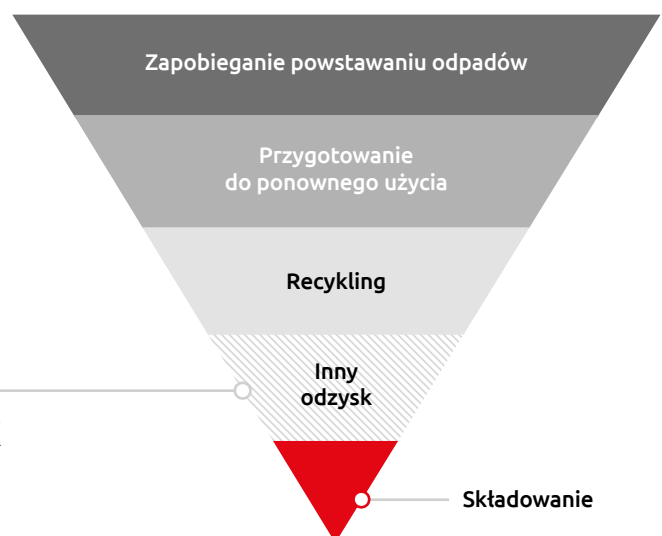 Zapobieganie powstawaniu odpadów
Przygotowanie
do ponownego użycia
Recykling
Inny
odzysk
Składowanie